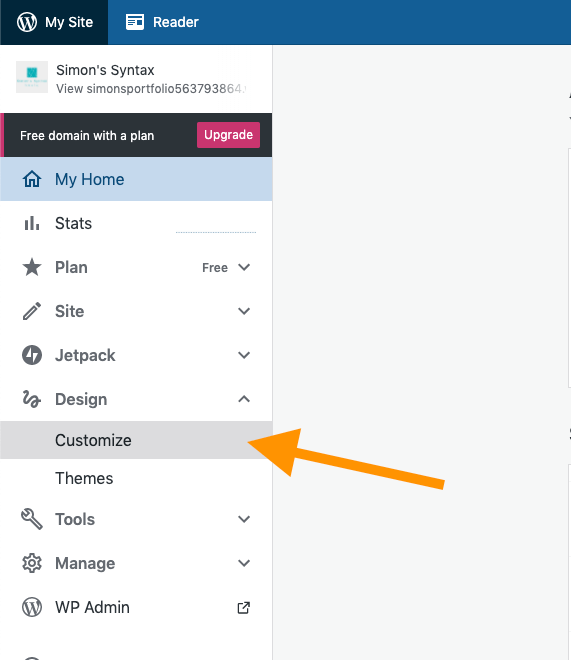 My Site
Reader
Simon's Syntax
View simonsportfolio563793864.
Free domain with a plan
Upgrade
My Home
Stats
Plan
Free
Site
Jetpack
Design
Customize
Themes
Tools
Manage
WP Admin